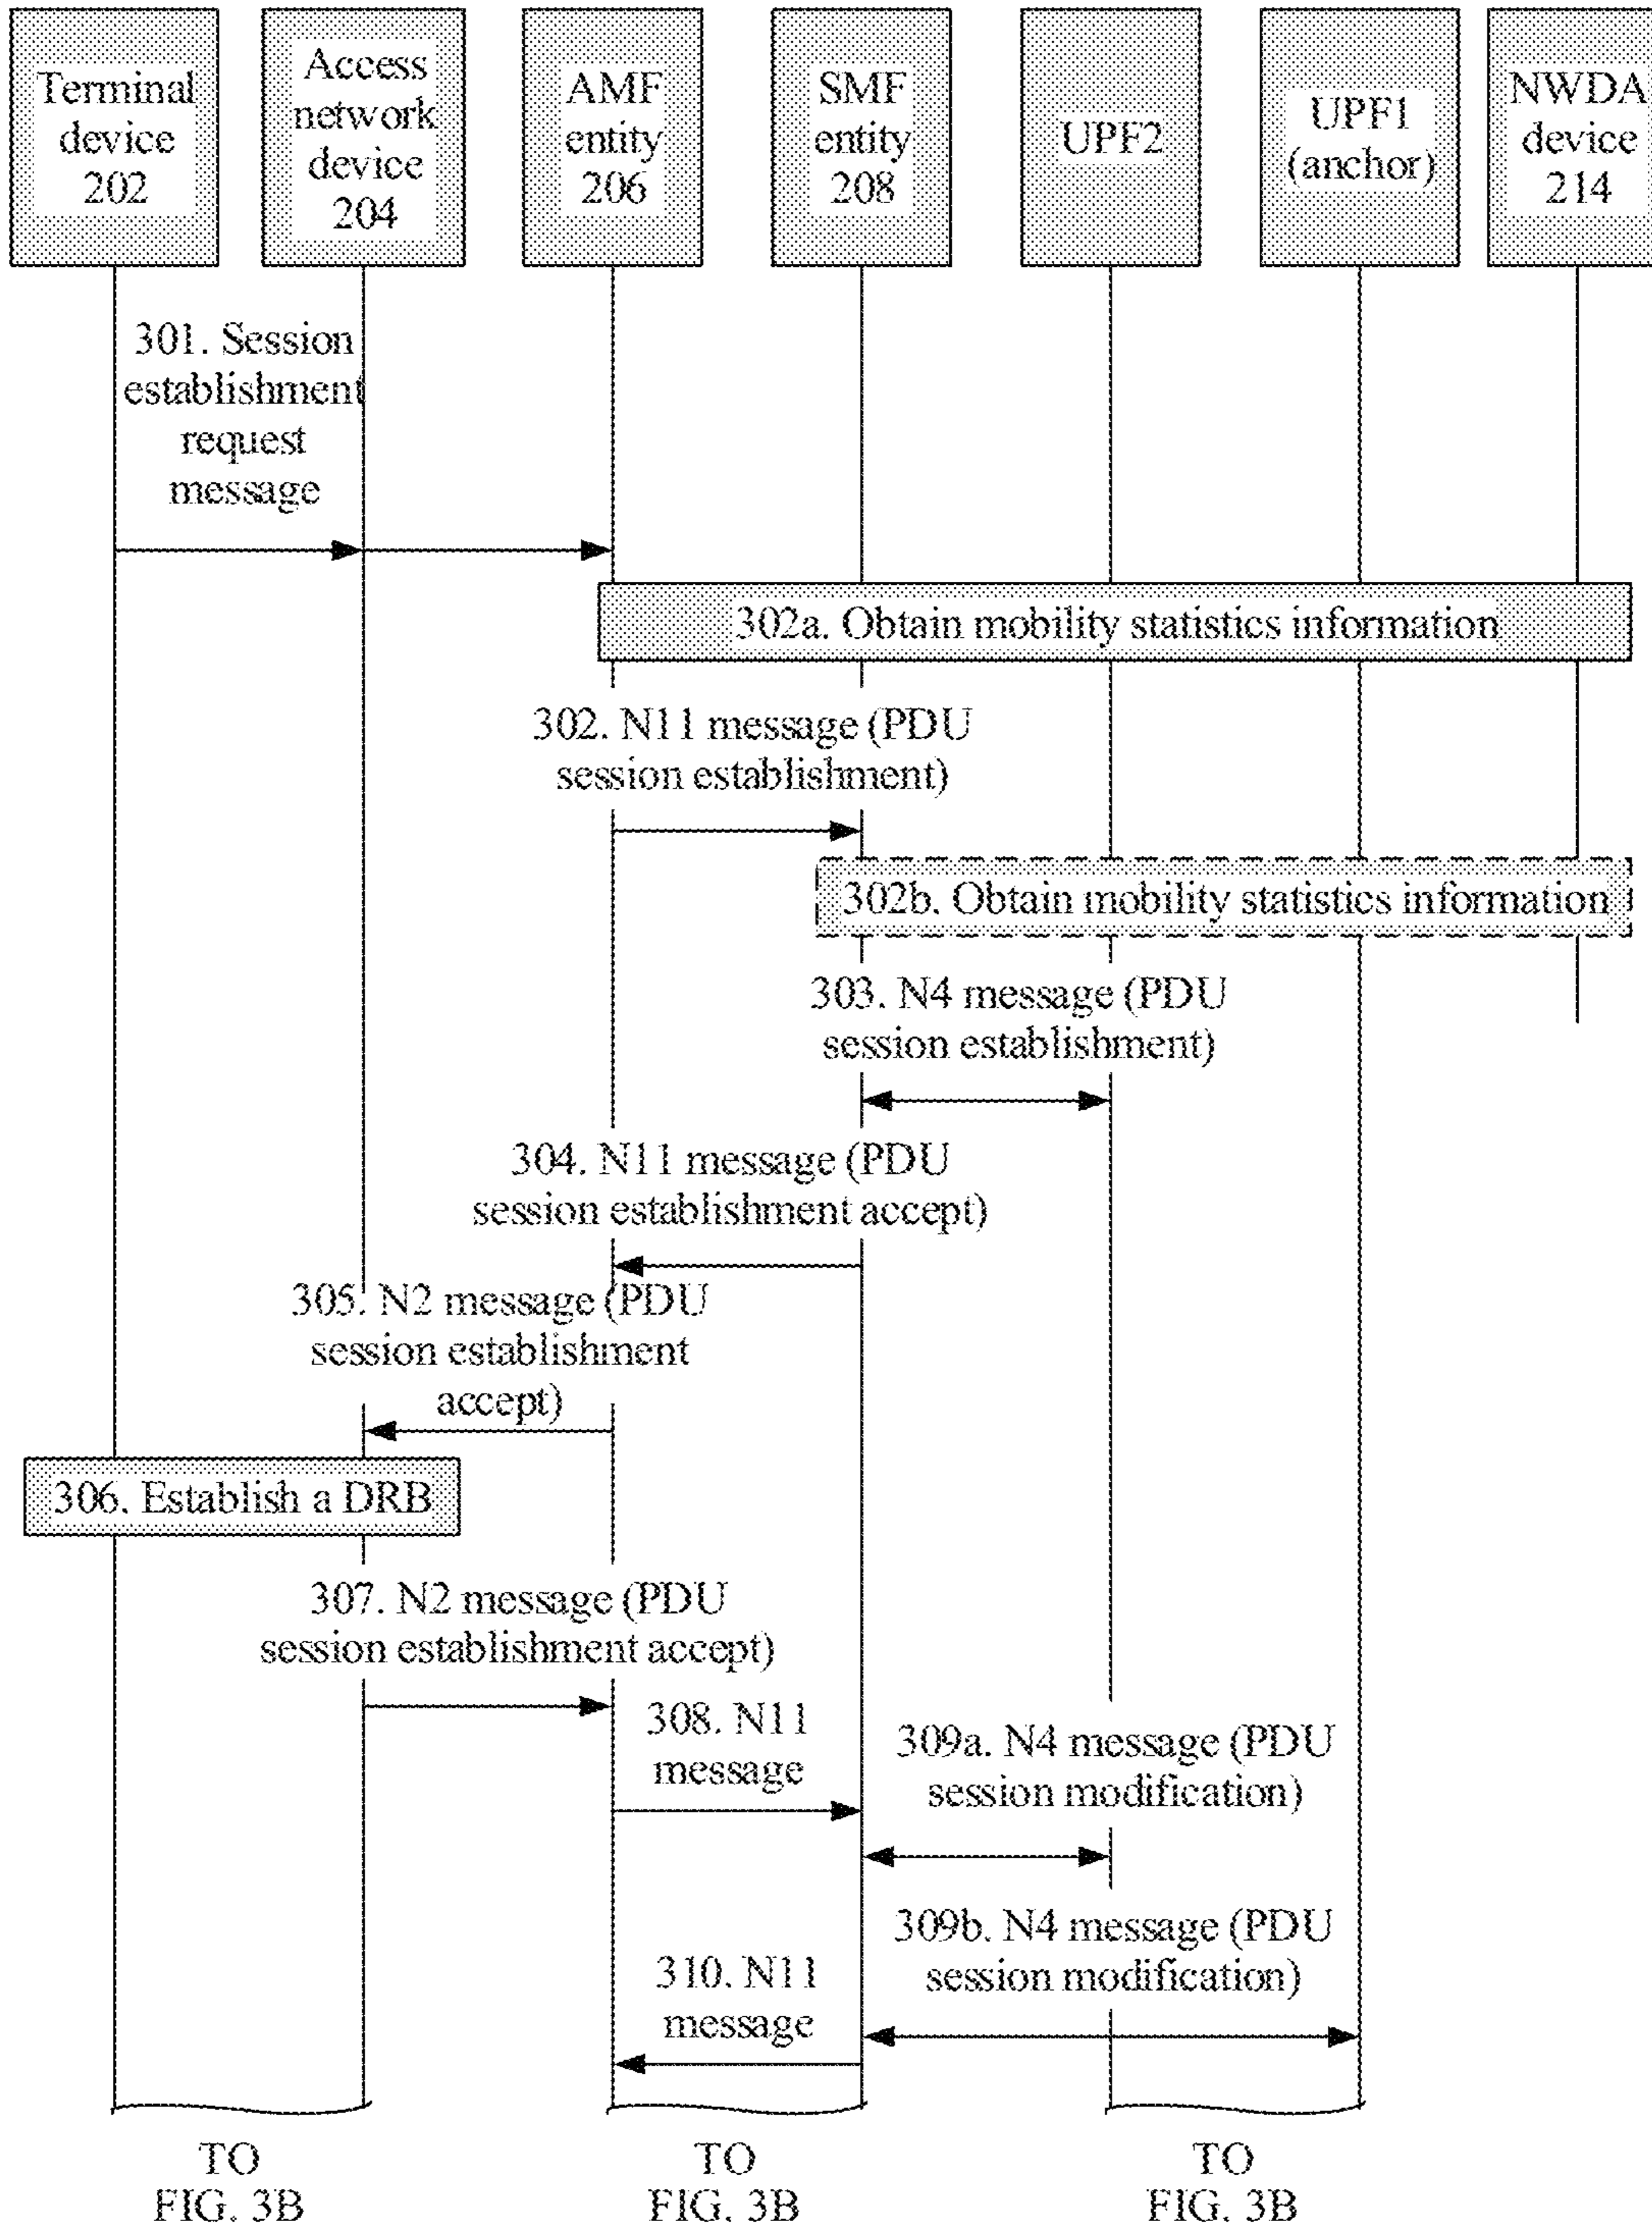 Terminal
device
202
Access
network
device
204
AMF
entity
206
SMF
entity
208
UPF2
UPF1
(anchor)
NWDA
device
214
301. Session
establishment
request
message
302a. Obtain mobility statistics information
302. N11 message (PDU
session establishment)
302b. Obtain mobility statistics information
303. N4 message (PDU
session establishment)
304. N11 message (PDU
session establishment accept)
305. N2 message (PDU
session establishment
accept)
306. Establish a DRB
307. N2 message (PDU
session establishment accept)
308. N11
message
309a. N4 message (PDU
session modification)
309b. N4 message (PDU
session modification)
310. N11
message
TO
FIG. 3B
TO
FIG. 3B
TO
FIG. 3B